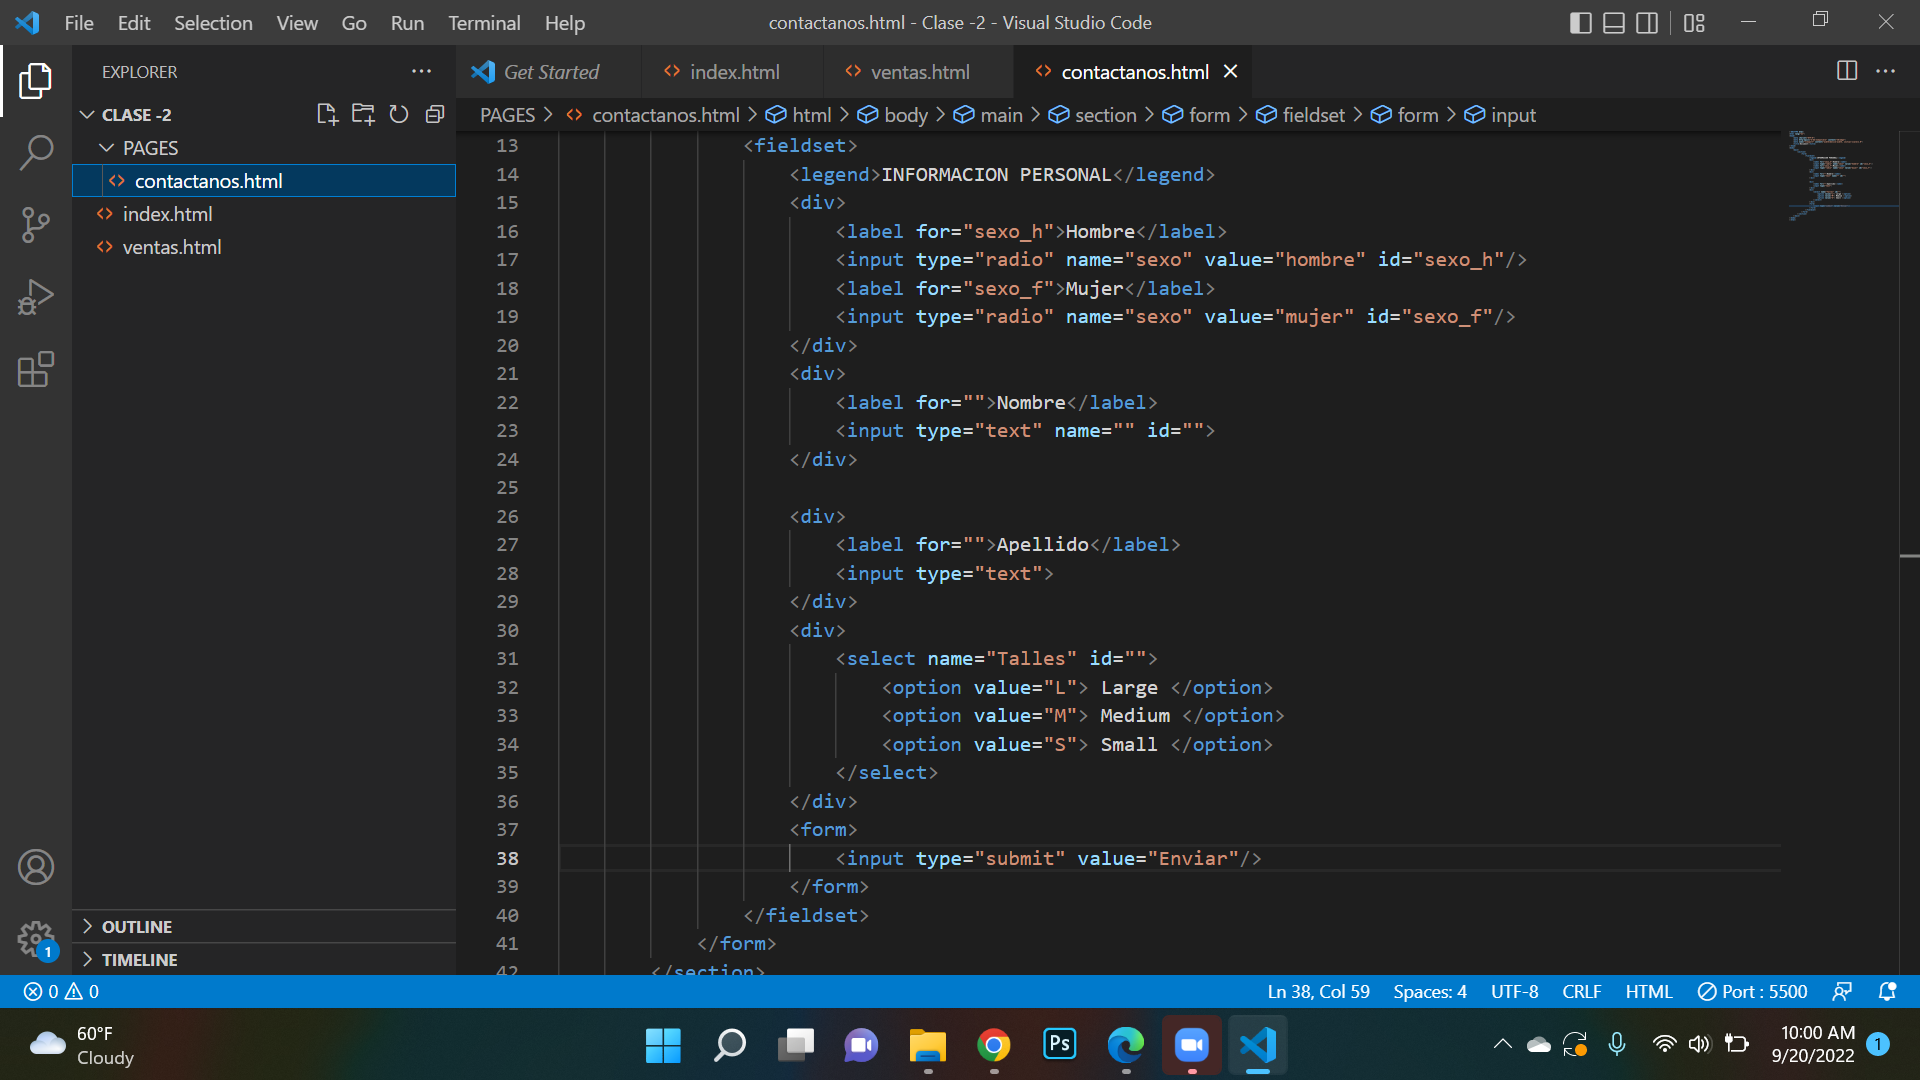 File Edit Selection View Go Run Terminal Help
contactanos.html - Clase -2 - Visual Studio Code
EXPLORER
CLASE -2
PAGES
contactanos.html
index.html
ventas.html
OUTLINE
TIMELINE
Get Started index.html ventas.html contactanos.html
PAGES > contactanos.html > html > body > main > section > form > fieldset > form > input
13 <fieldset>
14 <legend>INFORMACION PERSONAL</legend>
15 <div>
16 <label for="sexo_h">Hombre</label>
17 <input type="radio" name="sexo" value="hombre" id="sexo_h"/>
18 <label for="sexo_f">Mujer</label>
19 <input type="radio" name="sexo" value="mujer" id="sexo_f"/>
20 </div>
21 <div>
22 <label for="">Nombre</label>
23 <input type="text" name="" id="">
24 </div>
25
26 <div>
27 <label for="">Apellido</label>
28 <input type="text">
29 </div>
30 <div>
31 <select name="Talles" id="">
32 <option value="L"> Large </option>
33 <option value="M"> Medium </option>
34 <option value="S"> Small </option>
35 </select>
36 </div>
37 <form>
38 <input type="submit" value="Enviar"/>
39 </form>
40 </fieldset>
41 </form>
42 </section>
1
0 0
Ln 38, Col 59 Spaces: 4 UTF-8 CRLF HTML Port : 5500
60°F
Cloudy
Ps
10:00 AM
9/20/2022
1